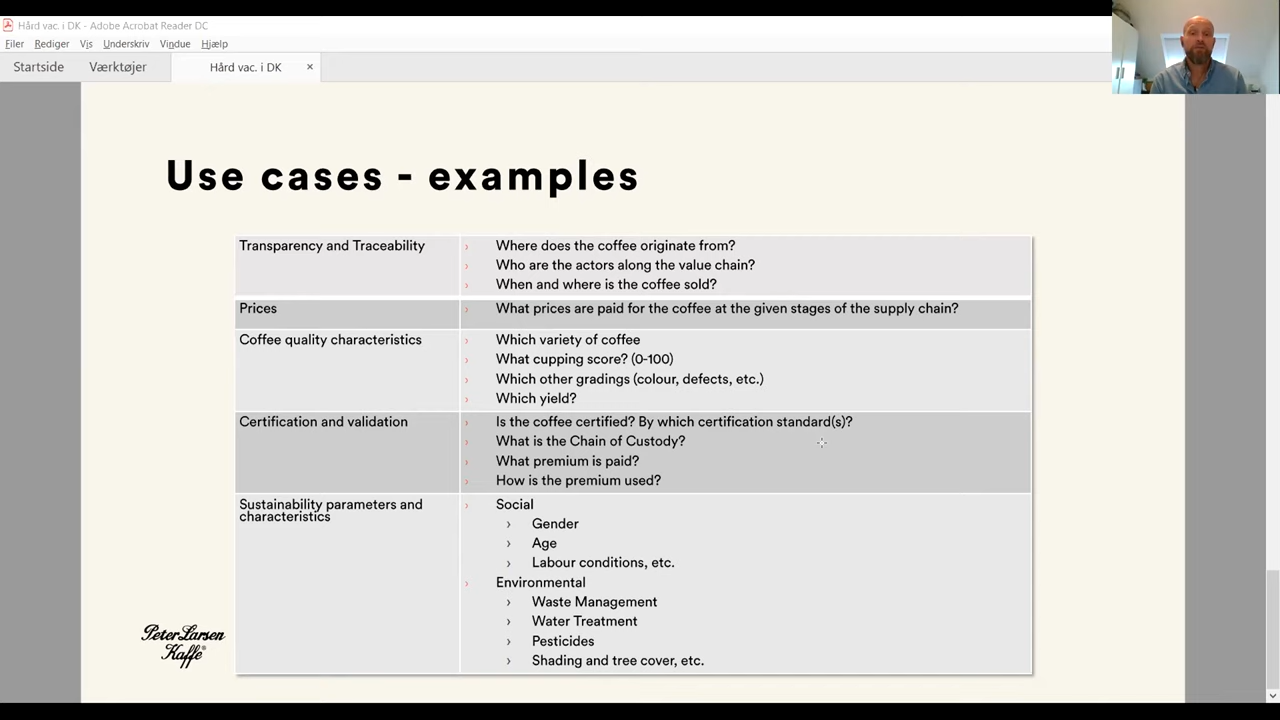 Hård vac. i DK - Adobe Acrobat Reader DC
Filer Rediger Vis Underskriv Vindue Hjælp
Startside Værktøjer Hård vac. i DK ×
Use cases - examples
Transparency and Traceability
› Where does the coffee originate from?
› Who are the actors along the value chain?
› When and where is the coffee sold?
Prices
› What prices are paid for the coffee at the given stages of the supply chain?
Coffee quality characteristics
› Which variety of coffee
› What cupping score? (0-100)
› Which other gradings (colour, defects, etc.)
› Which yield?
Certification and validation
› Is the coffee certified? By which certification standard(s)?
› What is the Chain of Custody?
› What premium is paid?
› How is the premium used?
Sustainability parameters and
characteristics
› Social
› Gender
› Age
› Labour conditions, etc.
› Environmental
› Waste Management
› Water Treatment
› Pesticides
› Shading and tree cover, etc.
Peter Larsen
Kaffe®